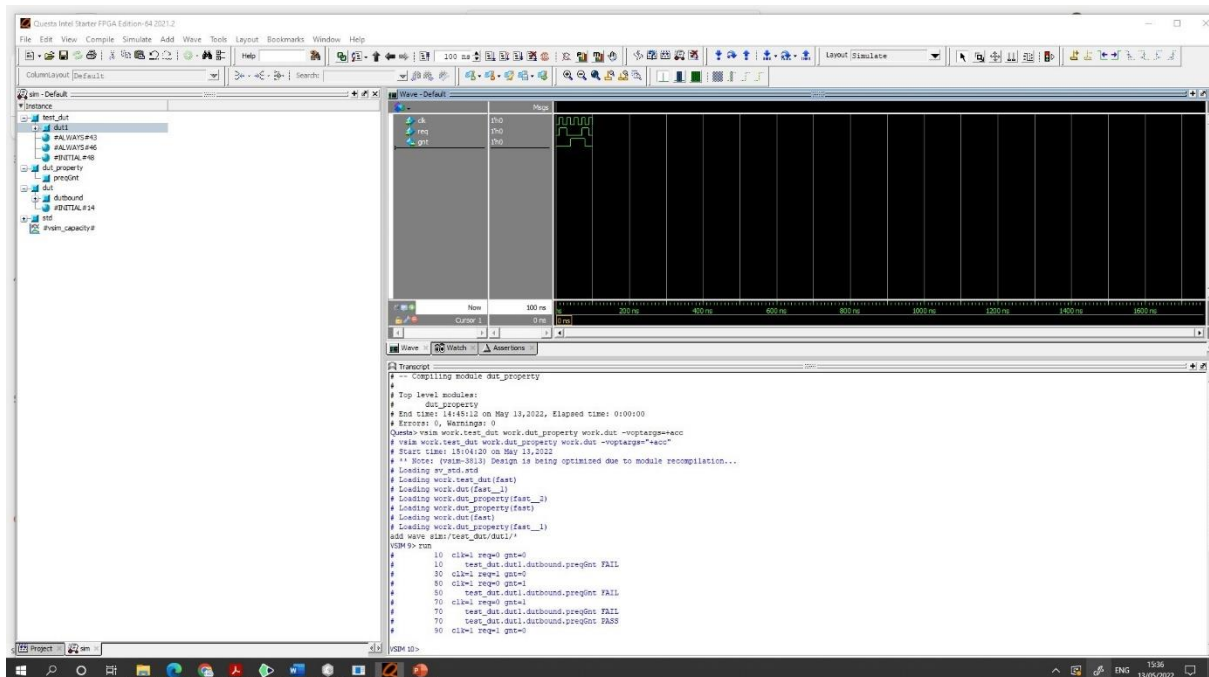 Questa Intel Starter FPGA Edition-64 2021.2
File Edit View Compile Simulate Add Wave Tools Layout Bookmarks Window Help
Help
100 ns
Layout Simulate
ColumnLayout Default
Search:
sim - Default
Instance
test_dut
dut1
#ALWAYS#43
#ALWAYS#46
#INITIAL#48
dut_property
preqGnt
dut
dutbound
#INITIAL#14
std
#vsim_capacity#
Project
sim
Wave - Default
Msgs
clk 1'h0
req 1'h0
gnt 1'h0
Now 100 ns
Cursor 1 0 ns
200 ns 400 ns 600 ns 800 ns 1000 ns 1200 ns 1400 ns 1600 ns
0 ns
Wave Watch Assertions
Transcript
# -- Compiling module dut_property
#
# Top level modules:
# dut_property
# End time: 14:45:12 on May 13,2022, Elapsed time: 0:00:00
# Errors: 0, Warnings: 0
Questa> vsim work.test_dut work.dut_property work.dut -voptargs=+acc
# vsim work.test_dut work.dut_property work.dut -voptargs="+acc"
# Start time: 15:04:20 on May 13,2022
# ** Note: (vsim-3813) Design is being optimized due to module recompilation...
# Loading sv_std.std
# Loading work.test_dut(fast)
# Loading work.dut(fast__1)
# Loading work.dut_property(fast__2)
# Loading work.dut_property(fast)
# Loading work.dut(fast)
# Loading work.dut_property(fast__1)
add wave sim:/test_dut/dut1/*
VSIM 9> run
# 10 clk=1 req=0 gnt=0
# 10 test_dut.dut1.dutbound.preqGnt FAIL
# 30 clk=1 req=1 gnt=0
# 50 clk=1 req=0 gnt=1
# 50 test_dut.dut1.dutbound.preqGnt FAIL
# 70 clk=1 req=0 gnt=1
# 70 test_dut.dut1.dutbound.preqGnt FAIL
# 70 test_dut.dut1.dutbound.preqGnt PASS
# 90 clk=1 req=1 gnt=0
VSIM 10>
ENG
15:36
13/05/2022